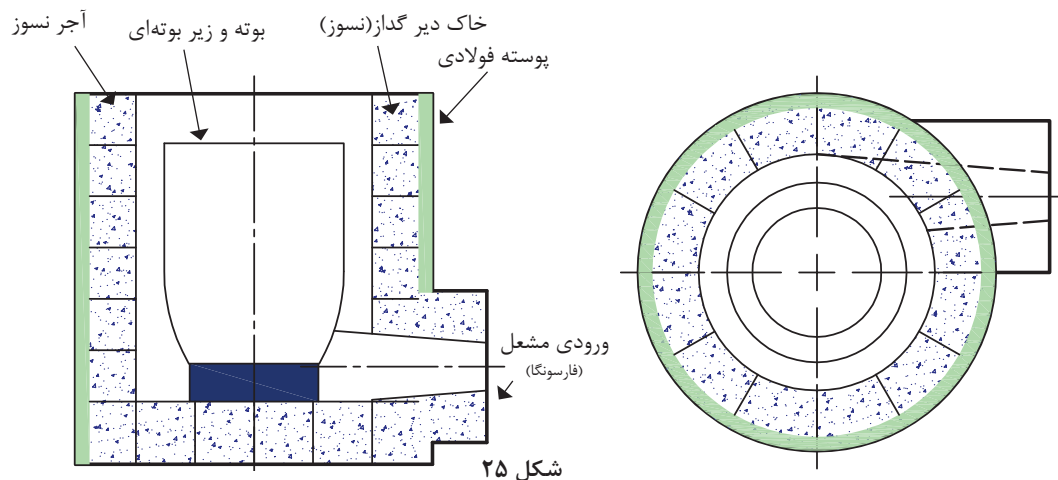 خاک دیر گداز(نسوز)
بوته و زیر بوته‌ای
آجر نسوز
پوسته فولادی
ورودی مشعل
(فارسونگا)
شکل ۲۵